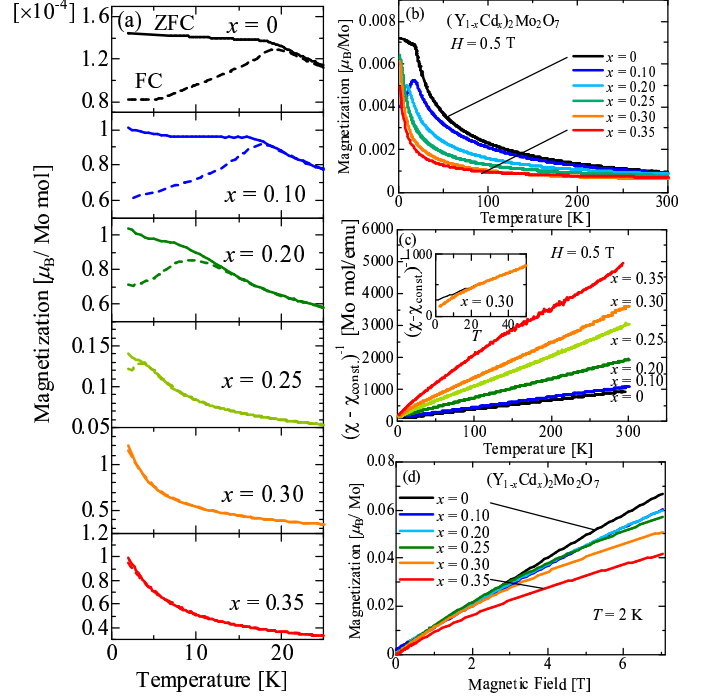 [×10⁻⁴]
(a)
ZFC
x = 0
FC
1.6
1.2
0.8
x = 0.10
1
0.8
0.6
x = 0.20
1
0.8
0.6
x = 0.25
0.15
0.1
0.05
x = 0.30
1
0.5
x = 0.35
1.2
1
0.8
0.6
0.4
0 10 20
Temperature [K]
Magnetization [μB/ Mo mol]
(b)
(Y1-xCdx)2Mo2O7
H = 0.5 T
x = 0
x = 0.10
x = 0.20
x = 0.25
x = 0.30
x = 0.35
0.008
0.006
0.004
0.002
0
0 100 200 300
Temperature [K]
Magnetization [μB/Mo]
(c)
H = 0.5 T
x = 0.35
x = 0.30
x = 0.25
x = 0.20
x = 0.10
x = 0
6000
5000
4000
3000
2000
1000
0
0 100 200 300
Temperature [K]
(χ - χconst.)⁻¹ [Mo mol/emu]
1000
500
0
x = 0.30
0 20 40
T
(χ-χconst.)⁻¹
(d)
(Y1-xCdx)2Mo2O7
x = 0
x = 0.10
x = 0.20
x = 0.25
x = 0.30
x = 0.35
T = 2 K
0.08
0.06
0.04
0.02
0
0 2 4 6
Magnetic Field [T]
Magnetization [μB/Mo]